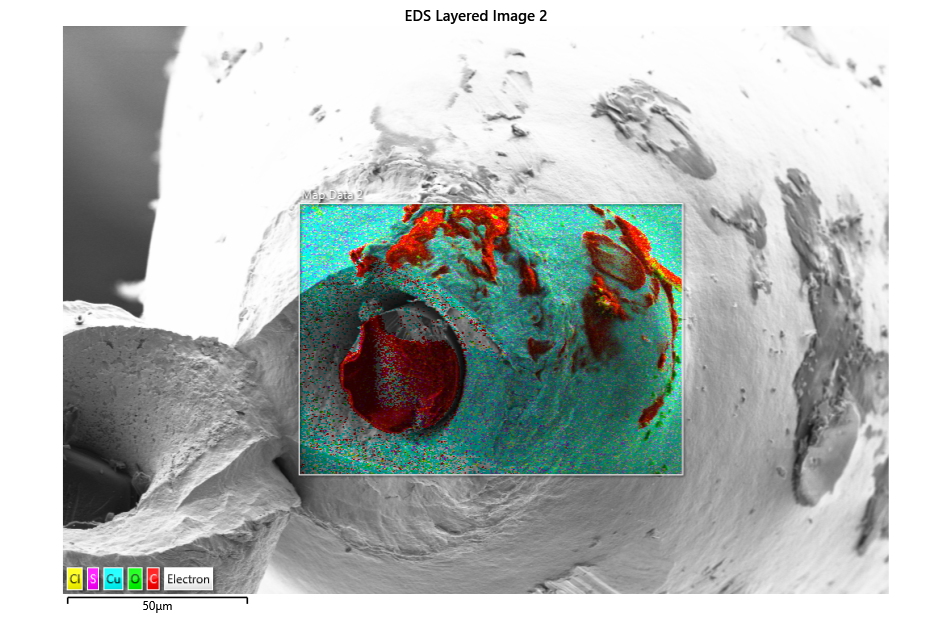 EDS Layered Image 2
Map Data 2
Cl S Cu O C Electron
50µm